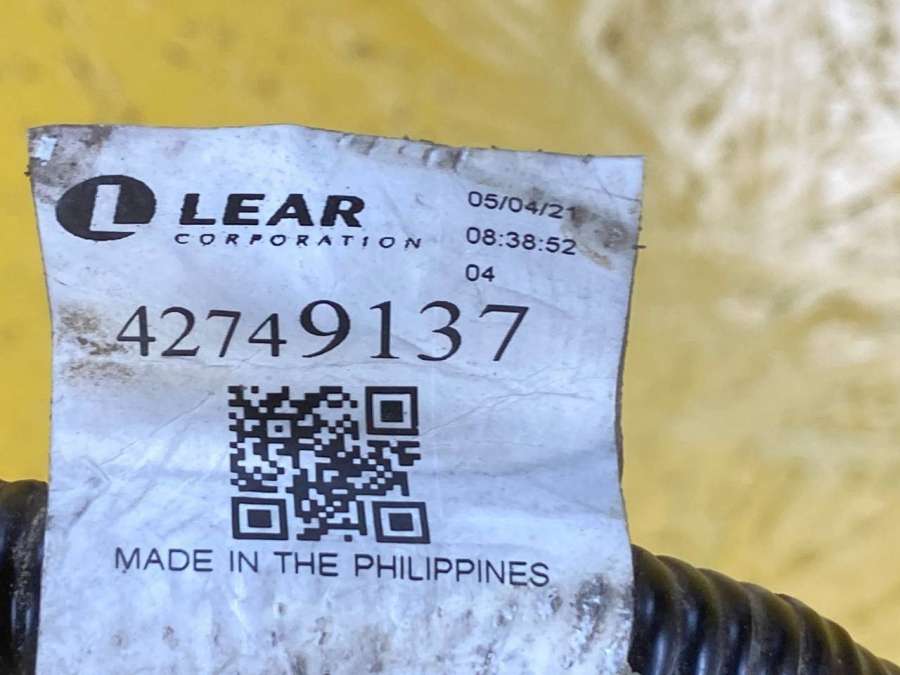 L LEAR
CORPORATION
05/04/21
08:38:52
04
42749137
MADE IN THE PHILIPPINES